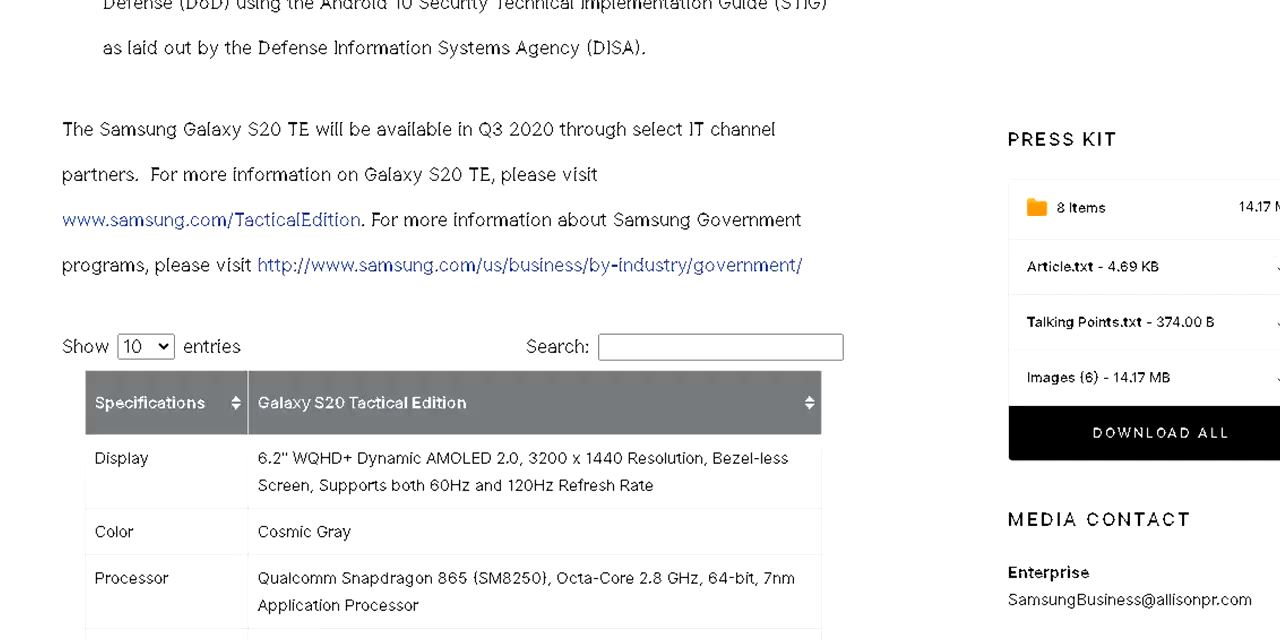 Defense (DoD) using the Android 10 Security Technical Implementation Guide (STIG)
as laid out by the Defense Information Systems Agency (DISA).
The Samsung Galaxy S20 TE will be available in Q3 2020 through select IT channel
partners.  For more information on Galaxy S20 TE, please visit
www.samsung.com/TacticalEdition. For more information about Samsung Government
programs, please visit http://www.samsung.com/us/business/by-industry/government/
Show 10 entries
Search:
Specifications Galaxy S20 Tactical Edition
Display 6.2" WQHD+ Dynamic AMOLED 2.0, 3200 x 1440 Resolution, Bezel-less
Screen, Supports both 60Hz and 120Hz Refresh Rate
Color Cosmic Gray
Processor Qualcomm Snapdragon 865 (SM8250), Octa-Core 2.8 GHz, 64-bit, 7nm
Application Processor
PRESS KIT
8 Items 14.17
Article.txt - 4.69 KB
Talking Points.txt - 374.00 B
Images (6) - 14.17 MB
DOWNLOAD ALL
MEDIA CONTACT
Enterprise
SamsungBusiness@allisonpr.com